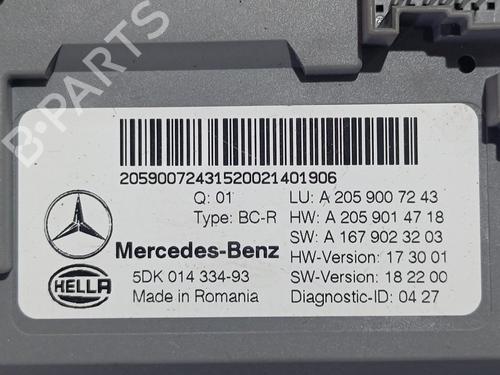 20590072431520021401906
Q: 01
LU: A 205 900 72 43
Type: BC-R
HW: A 205 901 47 18
SW: A 167 902 32 03
Mercedes-Benz
HW-Version: 17 30 01
HELLA
5DK 014 334-93
SW-Version: 18 22 00
Made in Romania
Diagnostic-ID: 04 27
B-PARTS